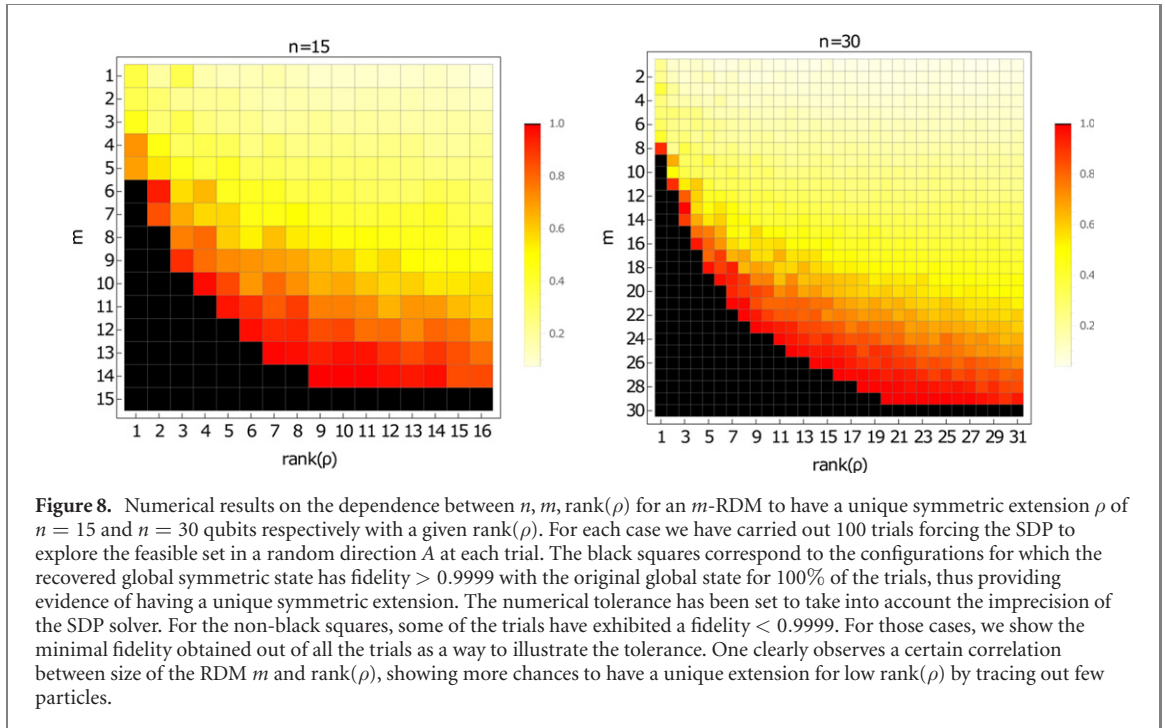 n=15
1
2
3
4
5
6
7
8
9
10
11
12
13
14
15
m
1 2 3 4 5 6 7 8 9 10 11 12 13 14 15 16
rank(ρ)
1.0
0.8
0.6
0.4
0.2
n=30
2
4
6
8
10
12
14
16
18
20
22
24
26
28
30
m
1 3 5 7 9 11 13 15 17 19 21 23 25 27 29 31
rank(ρ)
1.0
0.8
0.6
0.4
0.2
Figure 8. Numerical results on the dependence between n, m, rank(ρ) for an m-RDM to have a unique symmetric extension ρ of
n = 15 and n = 30 qubits respectively with a given rank(ρ). For each case we have carried out 100 trials forcing the SDP to
explore the feasible set in a random direction A at each trial. The black squares correspond to the configurations for which the
recovered global symmetric state has fidelity > 0.9999 with the original global state for 100% of the trials, thus providing
evidence of having a unique symmetric extension. The numerical tolerance has been set to take into account the imprecision of
the SDP solver. For the non-black squares, some of the trials have exhibited a fidelity < 0.9999. For those cases, we show the
minimal fidelity obtained out of all the trials as a way to illustrate the tolerance. One clearly observes a certain correlation
between size of the RDM m and rank(ρ), showing more chances to have a unique extension for low rank(ρ) by tracing out few
particles.